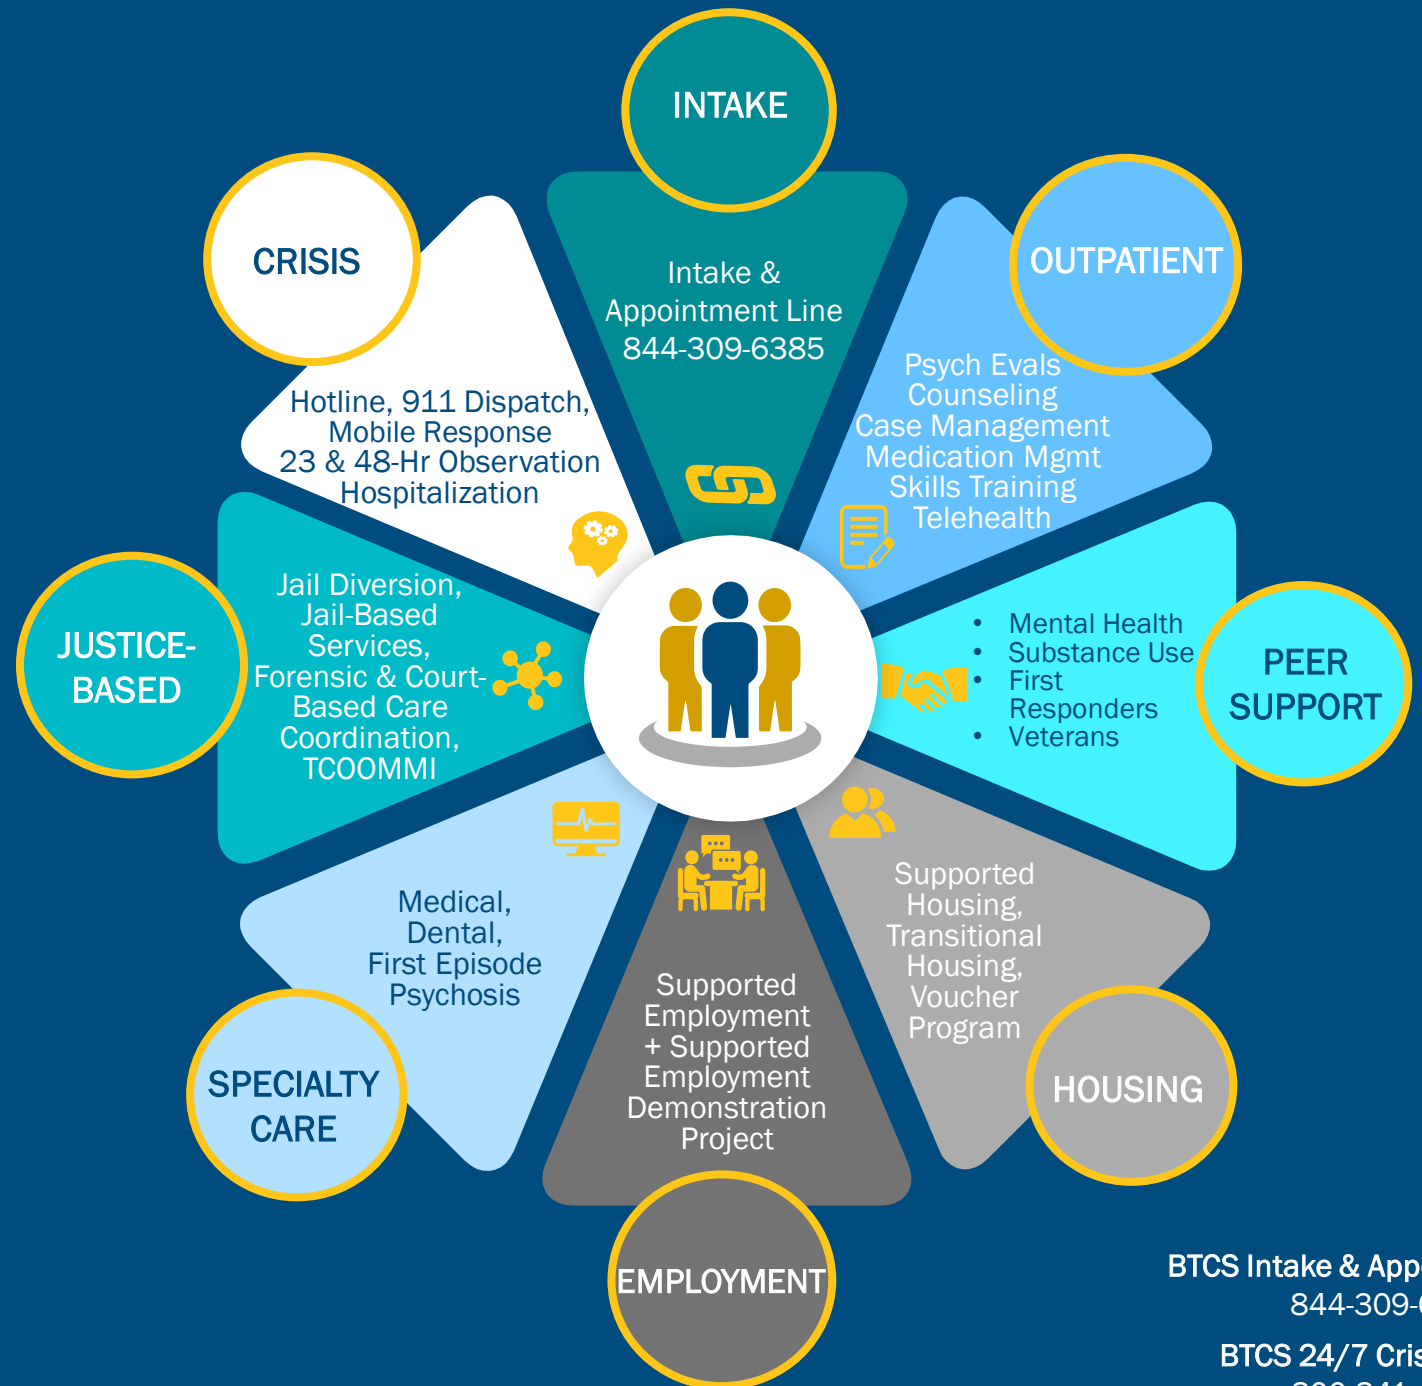 INTAKE
Intake &
Appointment Line
844-309-6385
OUTPATIENT
Psych Evals
Counseling
Case Management
Medication Mgmt
Skills Training
Telehealth
PEER
SUPPORT
• Mental Health
• Substance Use
• First
Responders
• Veterans
HOUSING
Supported
Housing,
Transitional
Housing,
Voucher
Program
EMPLOYMENT
Supported
Employment
+ Supported
Employment
Demonstration
Project
SPECIALTY
CARE
Medical,
Dental,
First Episode
Psychosis
JUSTICE-
BASED
Jail Diversion,
Jail-Based
Services,
Forensic & Court-
Based Care
Coordination,
TCOOMMI
CRISIS
Hotline, 911 Dispatch,
Mobile Response
23 & 48-Hr Observation
Hospitalization
BTCS Intake &
844-309-
BTCS 24/7